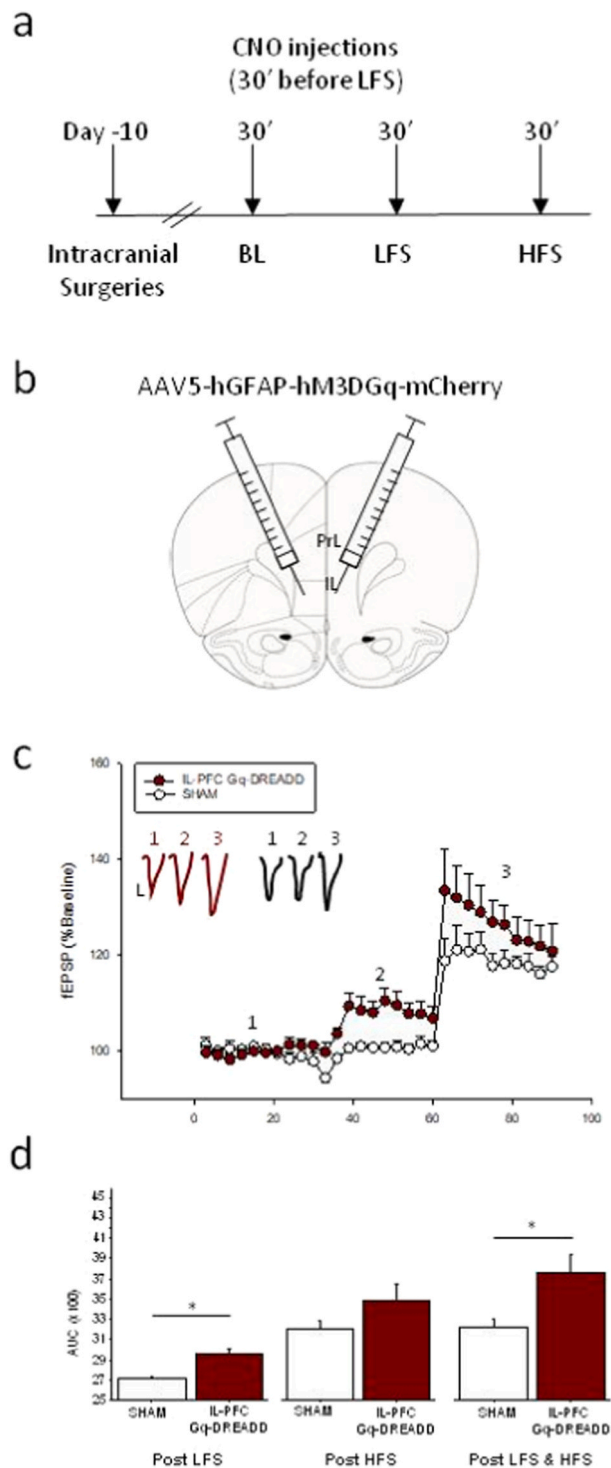 a
CNO injections
(30' before LFS)
Day -10 30' 30' 30'
Intracranial Surgeries BL LFS HFS
b
AAV5-hGFAP-hM3DGq-mCherry
PrL
IL
c
160
140
120
100
fEPSP (%Baseline)
IL-PFC Gq-DREADD
SHAM
1 2 3 1 2 3
L
1
2
3
0 20 40 60 80 100
d
AUC (x100)
45
43
41
39
37
35
33
31
29
27
25
*
*
SHAM IL-PFC Gq-DREADD SHAM IL-PFC Gq-DREADD SHAM IL-PFC Gq-DREADD
Post LFS Post HFS Post LFS & HFS